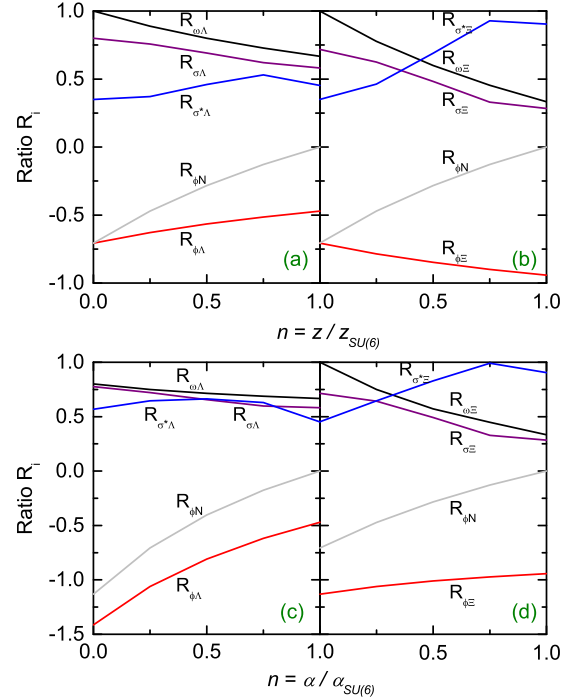 1.0
0.5
0.0
-0.5
-1.0
Ratio R_i
R_ωΛ
R_σΛ
R_σ*Λ
R_ϕN
R_ϕΛ
(a)
R_σ*Ξ
R_ωΞ
R_σΞ
R_ϕN
R_ϕΞ
(b)
0.0 0.5 1.0 0.5 1.0
n = z / z_SU(6)
1.0
0.5
0.0
-0.5
-1.0
-1.5
Ratio R_i
R_ωΛ
R_σ*Λ R_σΛ
R_ϕN
R_ϕΛ
(c)
R_σ*Ξ
R_ωΞ
R_σΞ
R_ϕN
R_ϕΞ
(d)
0.0 0.5 1.0 0.5 1.0
n = α / α_SU(6)